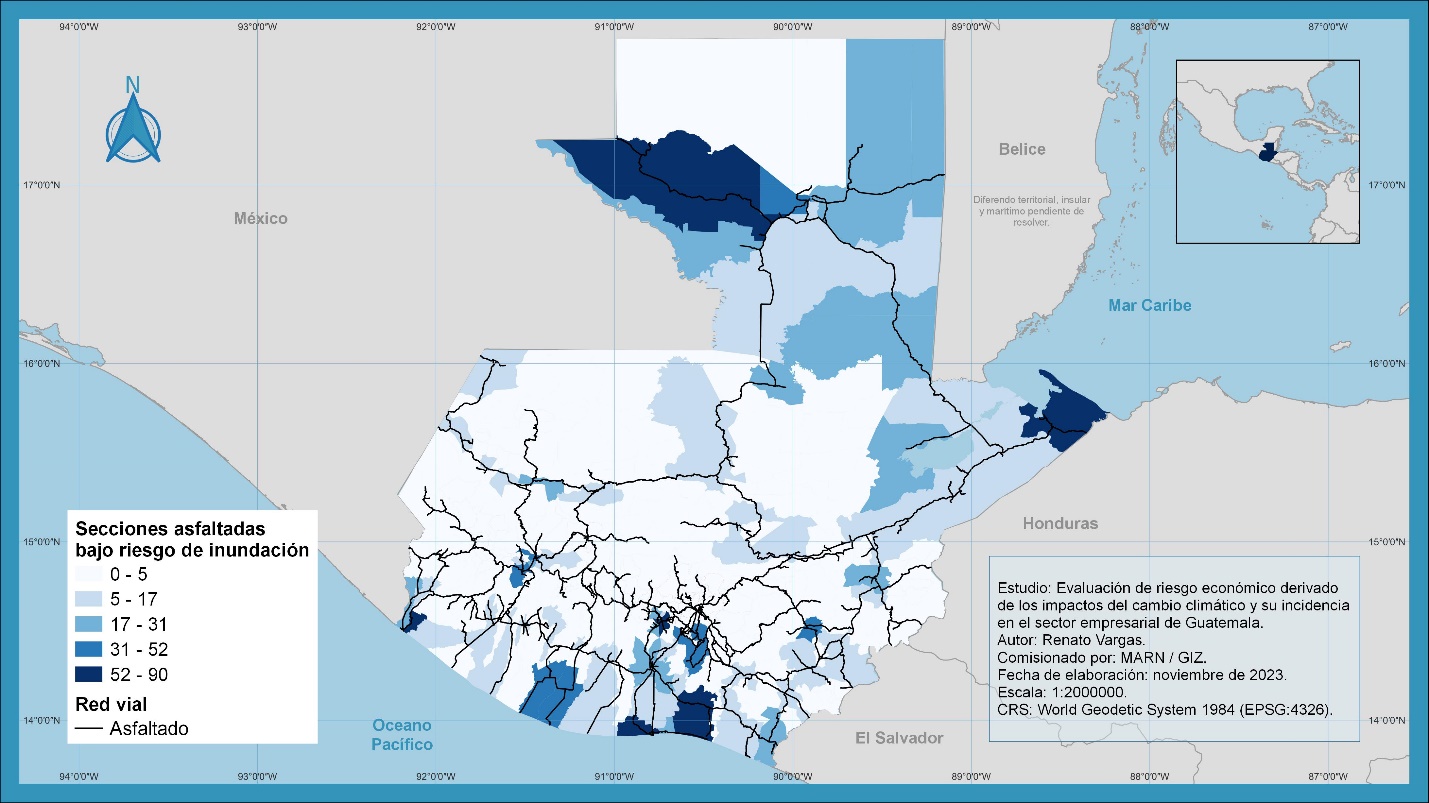 94°0'0"W 93°0'0"W 92°0'0"W 91°0'0"W 90°0'0"W 89°0'0"W 88°0'0"W 87°0'0"W
N
Belice
17°0'0"N 17°0'0"N
México
Diferendo territorial, insular
y marítimo pendiente de
resolver.
Mar Caribe
16°0'0"N 16°0'0"N
Secciones asfaltadas
bajo riesgo de inundación
0 - 5
5 - 17
17 - 31
31 - 52
52 - 90
Red vial
Asfaltado
15°0'0"N 15°0'0"N
Honduras
Estudio: Evaluación de riesgo económico derivado
de los impactos del cambio climático y su incidencia
en el sector empresarial de Guatemala.
Autor: Renato Vargas.
Comisionado por: MARN / GIZ.
Fecha de elaboración: noviembre de 2023.
Escala: 1:2000000.
CRS: World Geodetic System 1984 (EPSG:4326).
14°0'0"N 14°0'0"N
Oceano
Pacífico
El Salvador
94°0'0"W 93°0'0"W 92°0'0"W 91°0'0"W 90°0'0"W 89°0'0"W 88°0'0"W 87°0'0"W